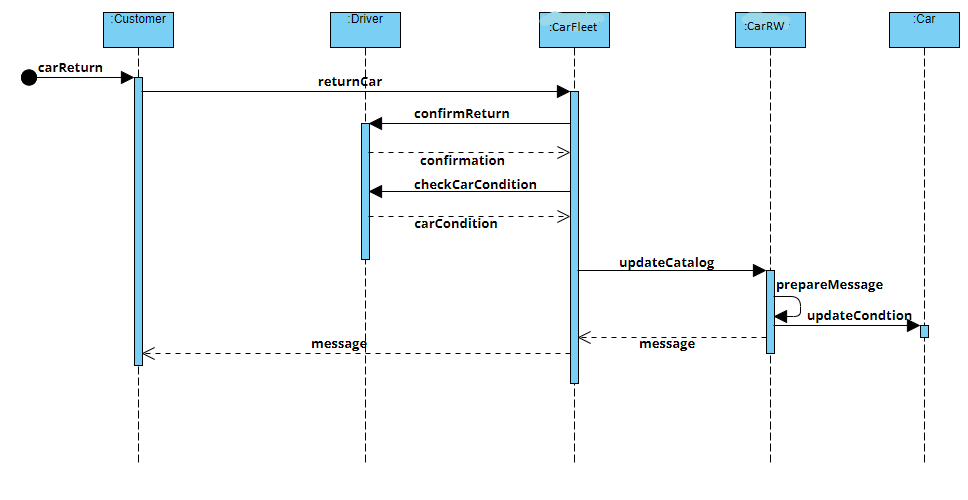 :Customer
:Driver
:CarFleet
:CarRW
:Car
carReturn
returnCar
confirmReturn
confirmation
checkCarCondition
carCondition
updateCatalog
prepareMessage
updateCondtion
message
message